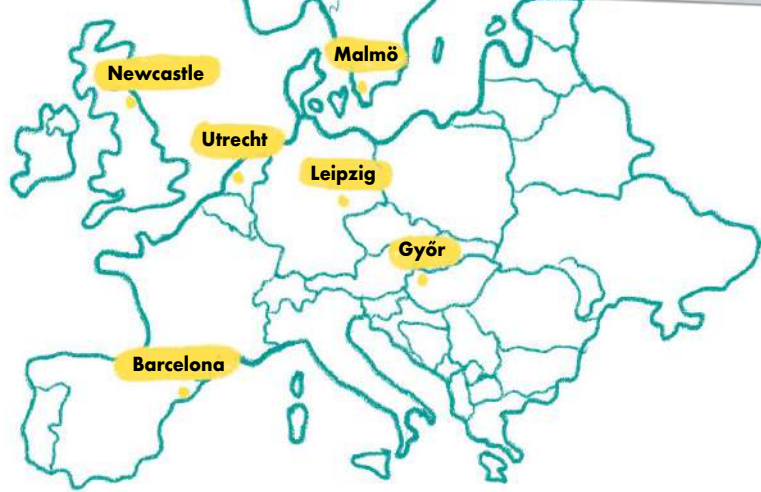 Malmö
Newcastle
Utrecht
Leipzig
Győr
Barcelona